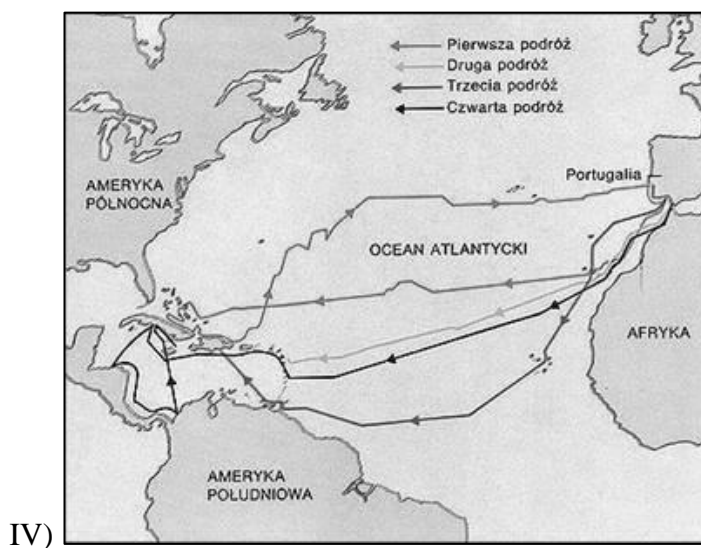 Pierwsza podróż
Druga podróż
Trzecia podróż
Czwarta podróż
Portugalia
AMERYKA
PÓŁNOCNA
OCEAN ATLANTYCKI
AFRYKA
AMERYKA
POŁUDNIOWA
IV)